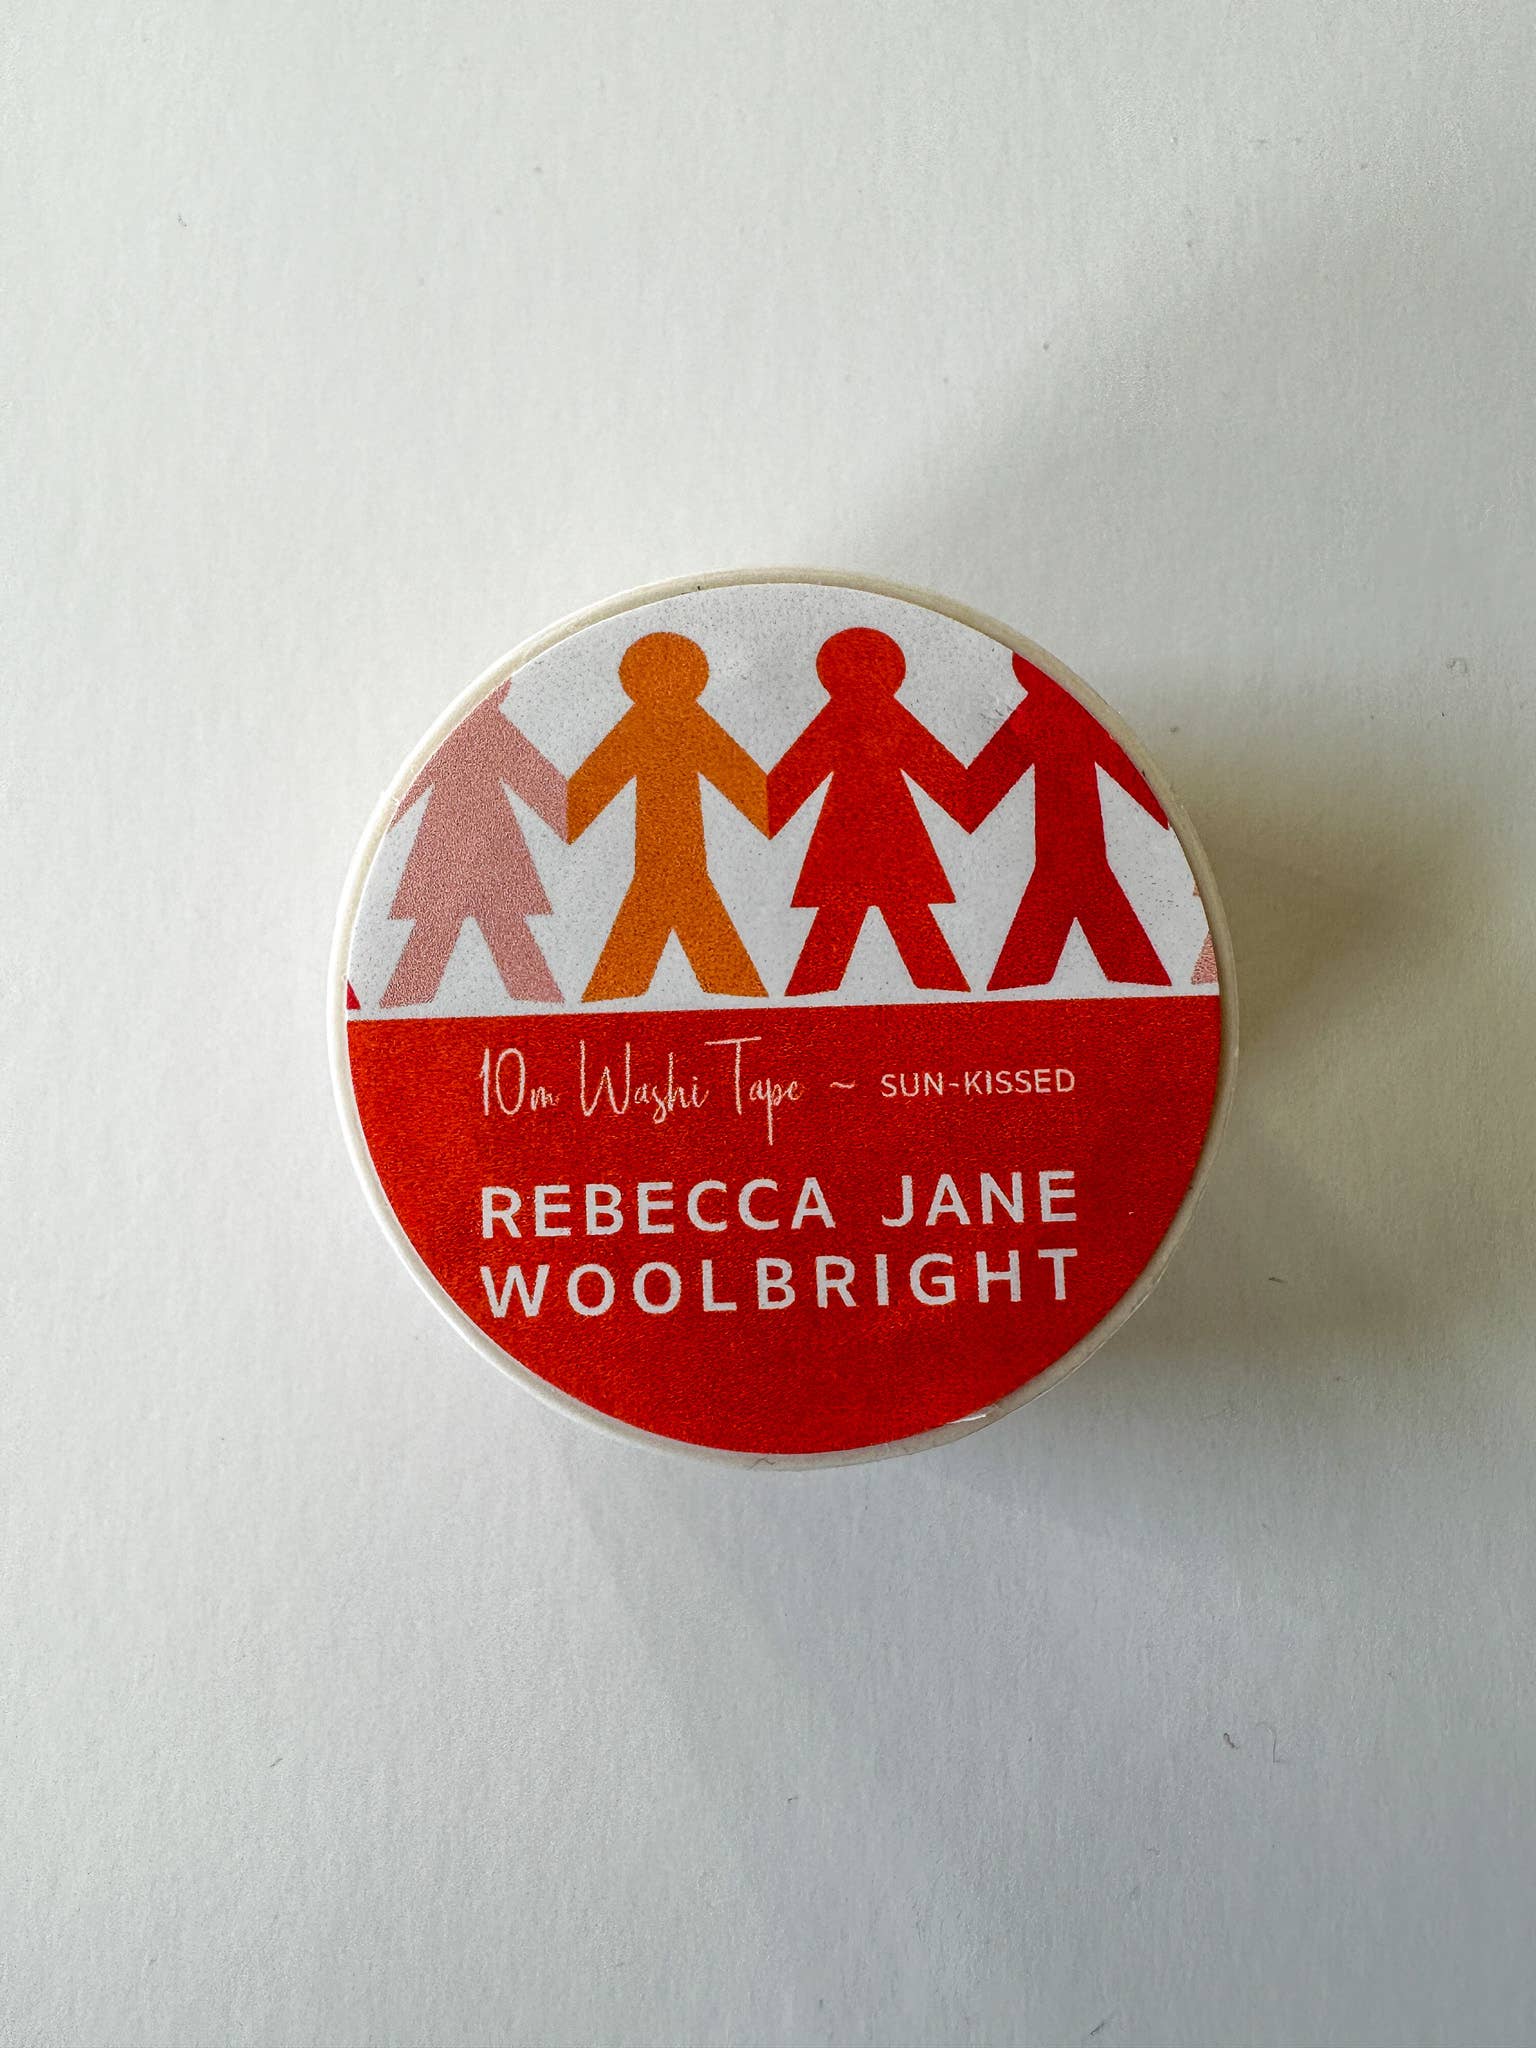 10m Washi Tape ~ SUN-KISSED
REBECCA JANE
WOOLBRIGHT